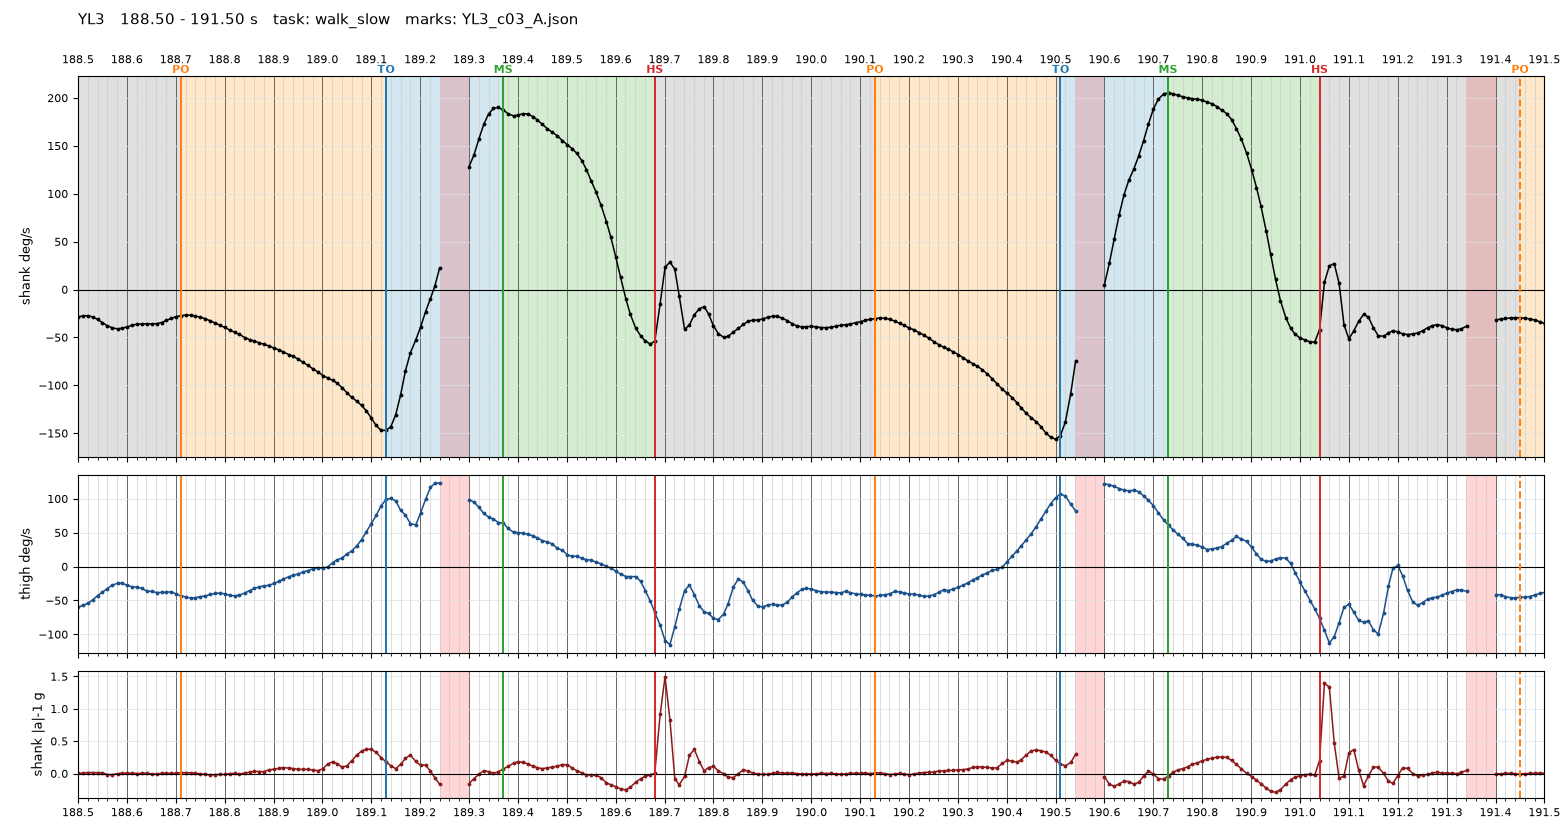 YL3   188.50 - 191.50 s   task: walk_slow   marks: YL3_c03_A.json
188.5 188.6 188.7 188.8 188.9 189.0 189.1 189.2 189.3 189.4 189.5 189.6 189.7 189.8 189.9 190.0 190.1 190.2 190.3 190.4 190.5 190.6 190.7 190.8 190.9 191.0 191.1 191.2 191.3 191.4 191.5
PO TO MS HS PO TO MS HS PO
200
150
100
50
0
−50
−100
−150
shank deg/s
100
50
0
−50
−100
thigh deg/s
1.5
1.0
0.5
0.0
shank |a|-1 g
188.5 188.6 188.7 188.8 188.9 189.0 189.1 189.2 189.3 189.4 189.5 189.6 189.7 189.8 189.9 190.0 190.1 190.2 190.3 190.4 190.5 190.6 190.7 190.8 190.9 191.0 191.1 191.2 191.3 191.4 191.5